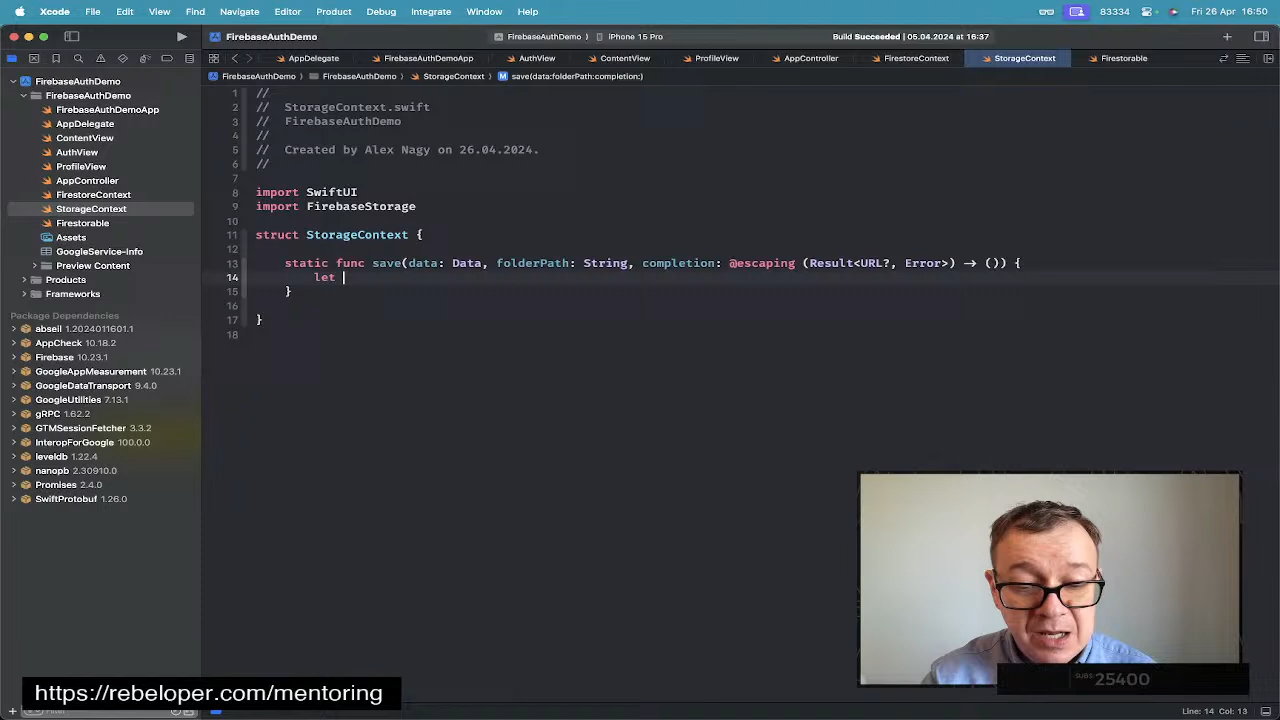 Xcode File Edit View Find Navigate Editor Product Debug Integrate Window Help 83334 Fri 26 Apr 16:50
FirebaseAuthDemo FirebaseAuthDemo iPhone 15 Pro Build Succeeded | 05.04.2024 at 16:37
AppDelegate FirebaseAuthDemoApp AuthView ContentView ProfileView AppController FirestoreContext StorageContext Firestorable
FirebaseAuthDemo FirebaseAuthDemo StorageContext M save(data:folderPath:completion:)
FirebaseAuthDemo
FirebaseAuthDemo
FirebaseAuthDemoApp
AppDelegate
ContentView
AuthView
ProfileView
AppController
FirestoreContext
StorageContext
Firestorable
Assets
GoogleService-Info
Preview Content
Products
Frameworks
Package Dependencies
abseil 1.2024011601.1
AppCheck 10.18.2
Firebase 10.23.1
GoogleAppMeasurement 10.23.1
GoogleDataTransport 9.4.0
GoogleUtilities 7.13.1
gRPC 1.62.2
GTMSessionFetcher 3.3.2
InteropForGoogle 100.0.0
leveldb 1.22.4
nanopb 2.30910.0
Promises 2.4.0
SwiftProtobuf 1.26.0
1 //
2 // StorageContext.swift
3 // FirebaseAuthDemo
4 //
5 // Created by Alex Nagy on 26.04.2024.
6 //
7
8 import SwiftUI
9 import FirebaseStorage
10
11 struct StorageContext {
12
13 static func save(data: Data, folderPath: String, completion: @escaping (Result<URL?, Error>) -> ()) {
14 let
15 }
16
17 }
18
SUBS: 25400
https://rebeloper.com/mentoring
Line: 14 Col: 13